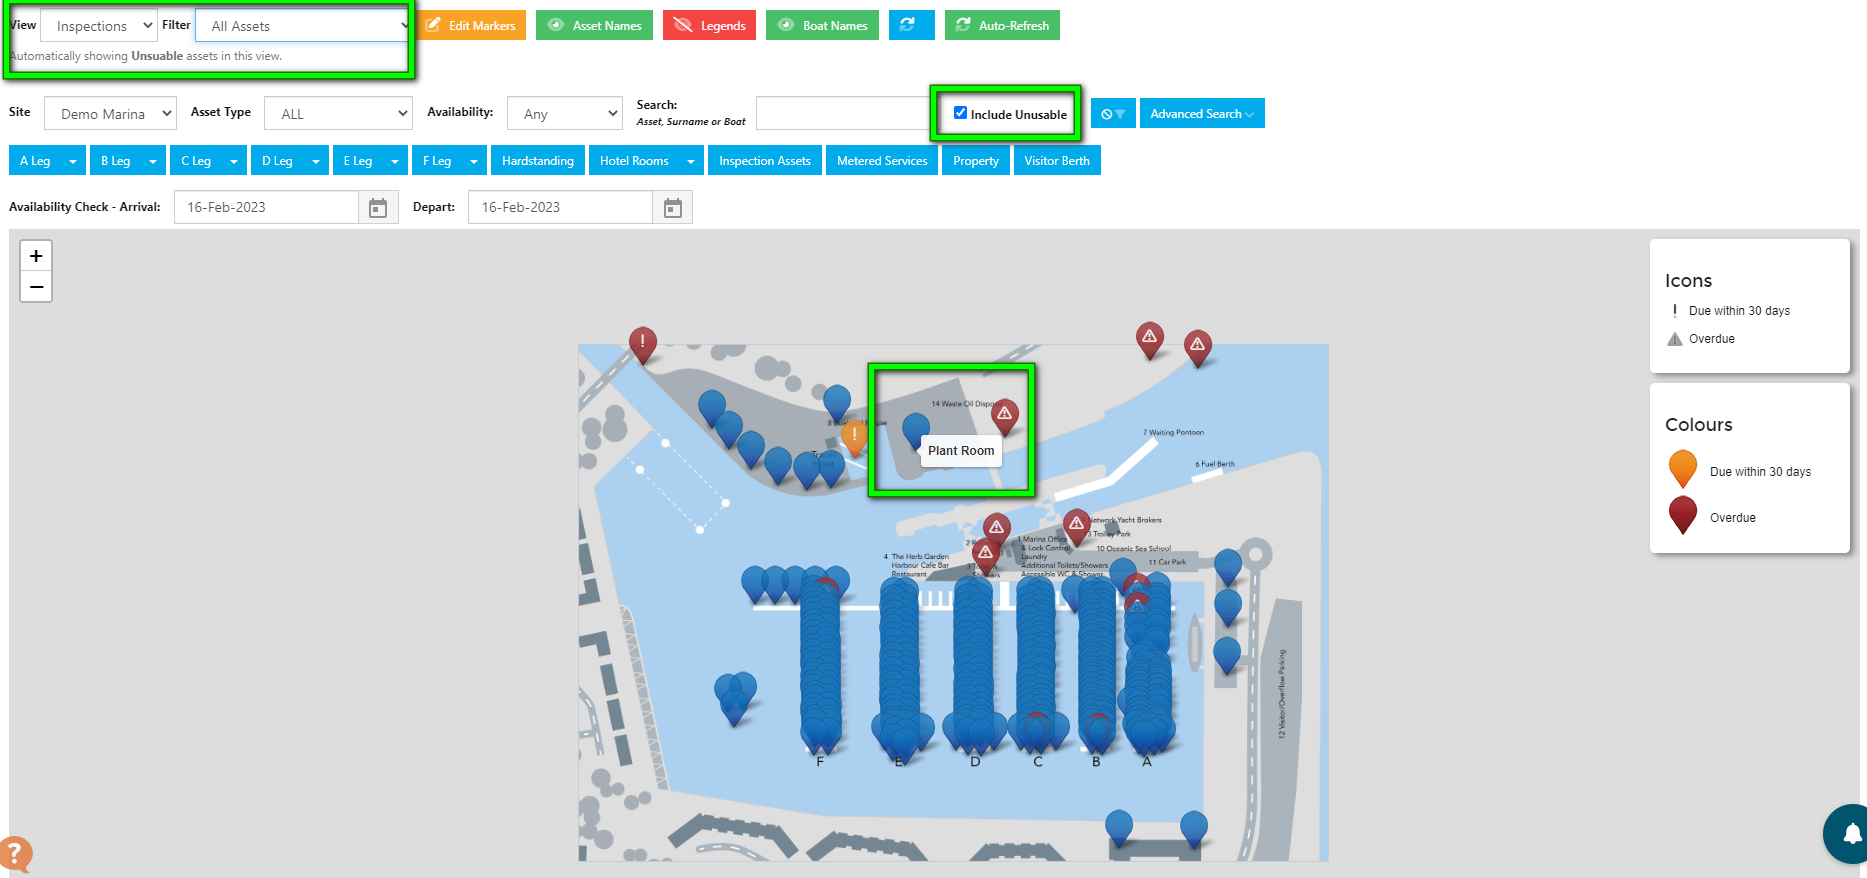 View Inspections Filter All Assets Edit Markers Asset Names Legends Boat Names Auto-Refresh
Automatically showing Unsuable assets in this view.
Site Demo Marina Asset Type ALL Availability: Any Search: Asset, Surname or Boat Include Unusable Advanced Search
A Leg B Leg C Leg D Leg E Leg F Leg Hardstanding Hotel Rooms Inspection Assets Metered Services Property Visitor Berth
Availability Check - Arrival: 16-Feb-2023 Depart: 16-Feb-2023
+
−
Icons
! Due within 30 days
Overdue
Colours
Due within 30 days
Overdue
14 Waste Oil
Plant Room
7 Waiting Pontoon
6 Fuel Berth
Network Yacht Brokers
13 Trolley Park
10 Oceanic Sea School
11 Car Park
1 Marina Office
& Lock Control
Laundry
Additional Toilets/Showers
Accessible WC & Shower
4 The Herb Garden
Harbour Cafe Bar
Restaurant
12 Visitor/Overflow Parking
F E D C B A
?